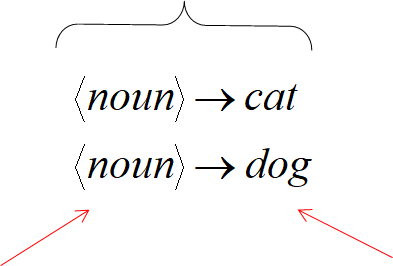 ⟨noun⟩ → cat
⟨noun⟩ → dog